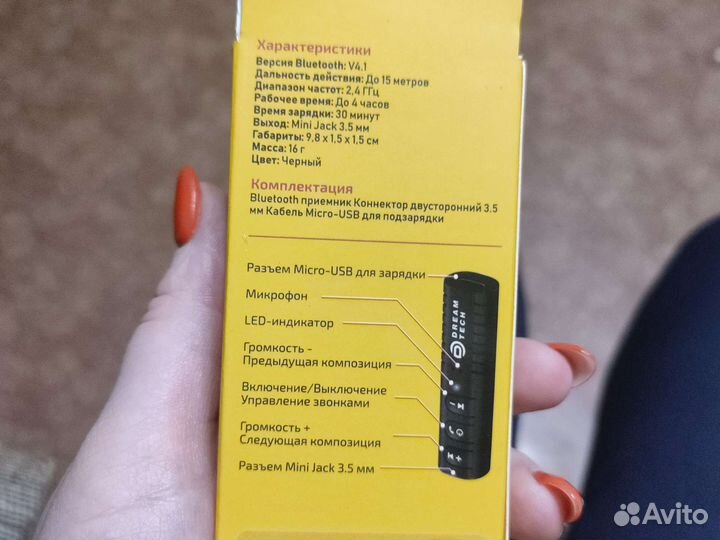 Характеристики
Версия Bluetooth: V4.1
Дальность действия: До 15 метров
Диапазон частот: 2,4 ГГц
Рабочее время: До 4 часов
Время зарядки: 30 минут
Выход: Mini Jack 3.5 мм
Габариты: 9,8 x 1,5 x 1,5 см
Масса: 16 г
Цвет: Черный
Комплектация
Bluetooth приемник Коннектор двусторонний 3.5
мм Кабель Micro-USB для подзарядки
Разъем Micro-USB для зарядки
Микрофон
LED-индикатор
Громкость -
Предыдущая композиция
Включение/Выключение
Управление звонками
Громкость +
Следующая композиция
Разъем Mini Jack 3.5 мм
DREAM
TECH
Avito